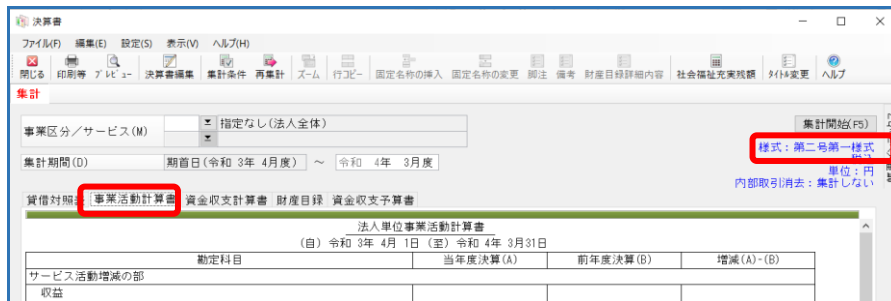 決算書
ファイル(F) 編集(E) 設定(S) 表示(V) ヘルプ(H)
閉じる 印刷等 プレビュー 決算書編集 集計条件 再集計 ズーム 行コピー 固定名称の挿入 固定名称の変更 脚注 備考 財産目録詳細内容 社会福祉充実残額 タイトル変更 ヘルプ
集計
事業区分/サービス(M) 指定なし(法人全体) 集計開始(F5)
様式:第二号第一様式
集計期間(D) 期首日(令和 3年 4月度) ~ 令和 4年 3月度
単位:円
内部取引消去:集計しない
貸借対照表 事業活動計算書 資金収支計算書 財産目録 資金収支予算書
法人単位事業活動計算書
(自) 令和 3年 4月 1日 (至) 令和 4年 3月31日
勘定科目 当年度決算(A) 前年度決算(B) 増減(A)-(B)
サービス活動増減の部
収益